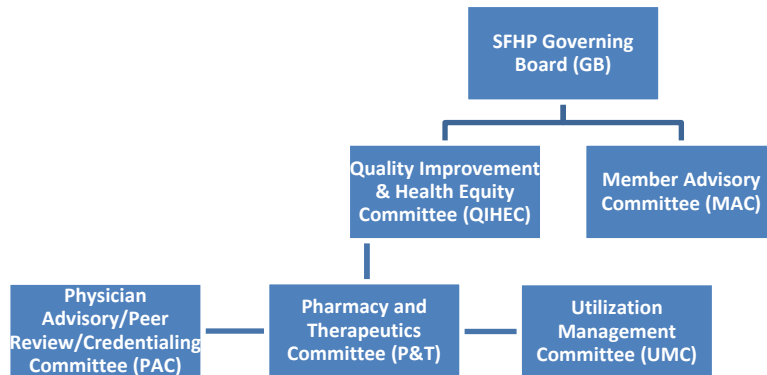 SFHP Governing
Board (GB)
Quality Improvement
& Health Equity
Committee (QIHEC)
Member Advisory
Committee (MAC)
Physician
Advisory/Peer
Review/Credentialing
Committee (PAC)
Pharmacy and
Therapeutics
Committee (P&T)
Utilization
Management
Committee (UMC)